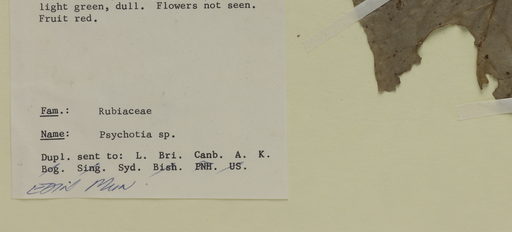 light green, dull. Flowers not seen.
Fruit red.
Fam.: Rubiaceae
Name: Psychotia sp.
Dupl. sent to: L. Bri. Canb. A. K.
Bog. Sing. Syd. Bish. PNH. US.